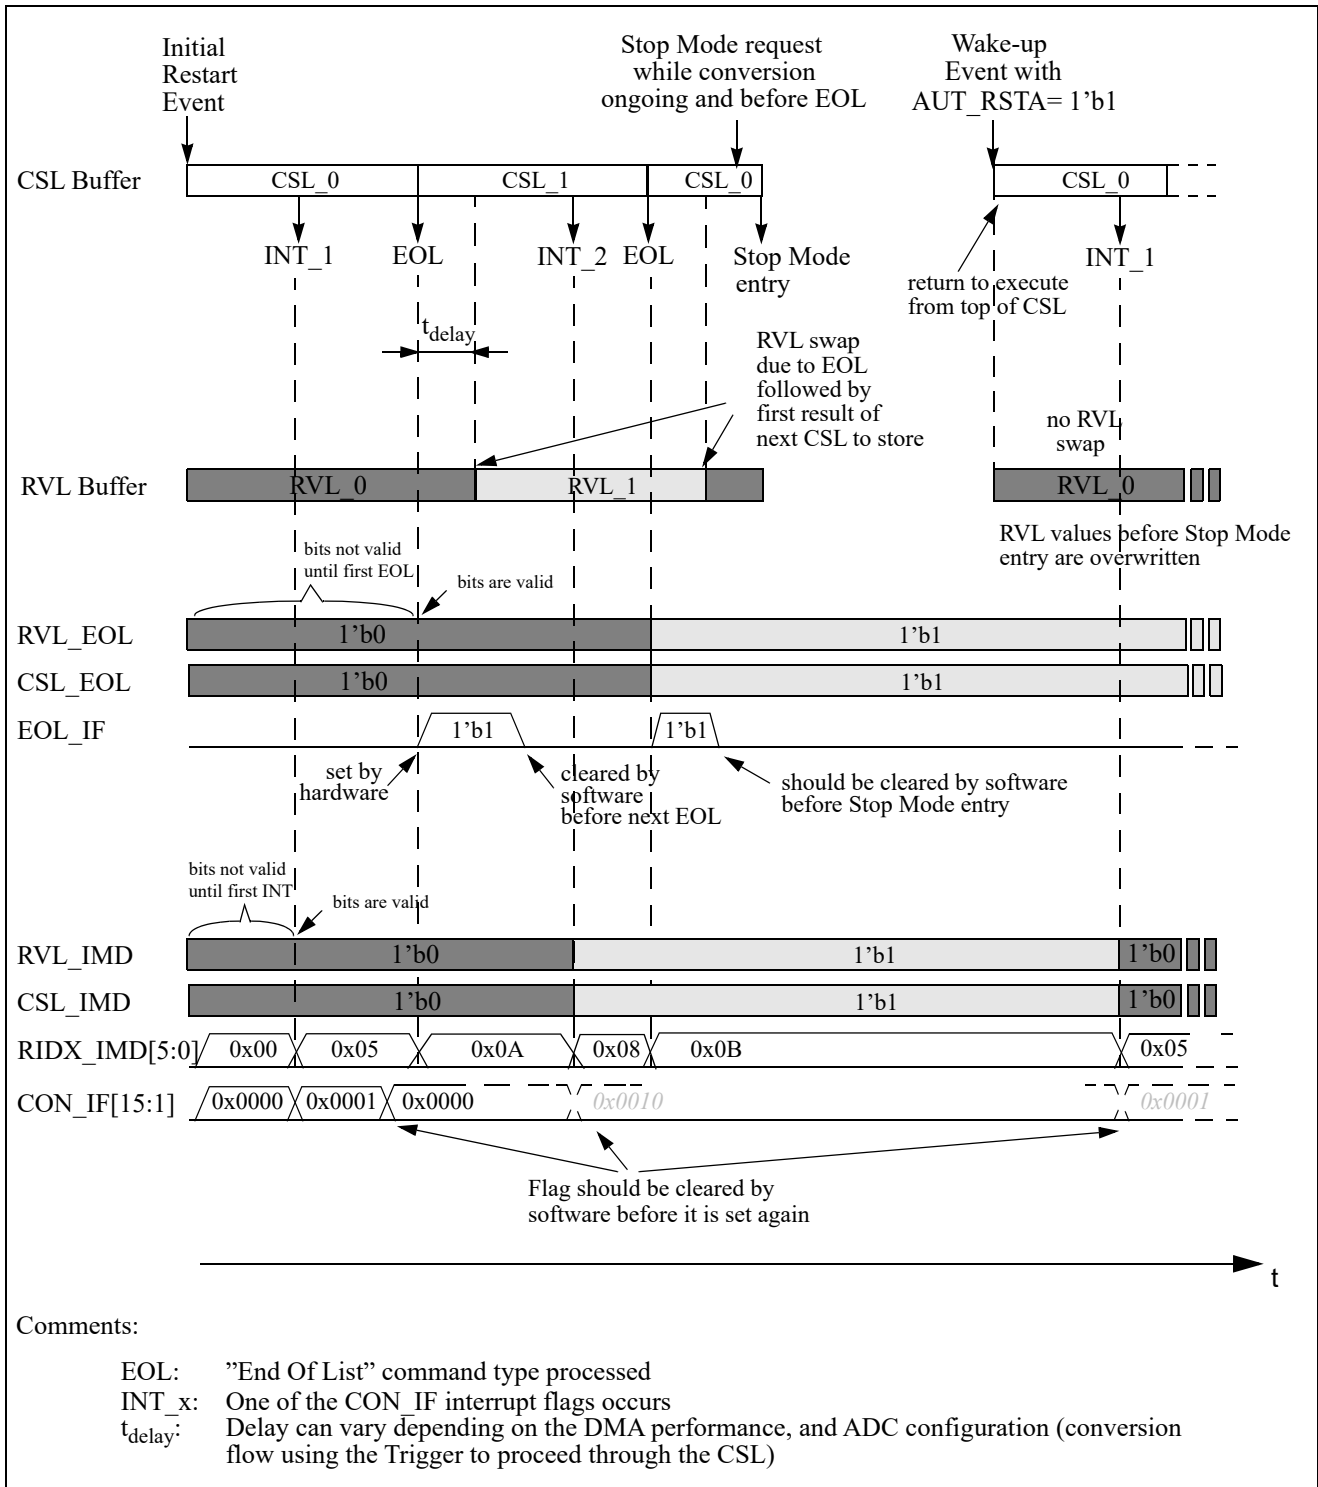 Initial
Restart
Event
Stop Mode request
while conversion
ongoing and before EOL
Wake-up
Event with
AUT_RSTA= 1’b1
CSL Buffer
CSL_0
CSL_1
CSL_0
CSL_0
INT_1
EOL
INT_2
EOL
Stop Mode
entry
INT_1
return to execute
from top of CSL
tdelay
RVL swap
due to EOL
followed by
first result of
next CSL to store
no RVL
swap
RVL Buffer
RVL_0
RVL_1
RVL_0
RVL values before Stop Mode
entry are overwritten
bits not valid
until first EOL
bits are valid
RVL_EOL
1’b0
1’b1
CSL_EOL
1’b0
1’b1
EOL_IF
1’b1
1’b1
set by
hardware
cleared by
software
before next EOL
should be cleared by software
before Stop Mode entry
bits not valid
until first INT
bits are valid
RVL_IMD
1’b0
1’b1
1’b0
CSL_IMD
1’b0
1’b1
1’b0
RIDX_IMD[5:0]
0x00
0x05
0x0A
0x08
0x0B
0x05
CON_IF[15:1]
0x0000
0x0001
0x0000
0x0010
0x0001
Flag should be cleared by
software before it is set again
t
Comments:
EOL: ”End Of List” command type processed
INT_x: One of the CON_IF interrupt flags occurs
tdelay: Delay can vary depending on the DMA performance, and ADC configuration (conversion
flow using the Trigger to proceed through the CSL)